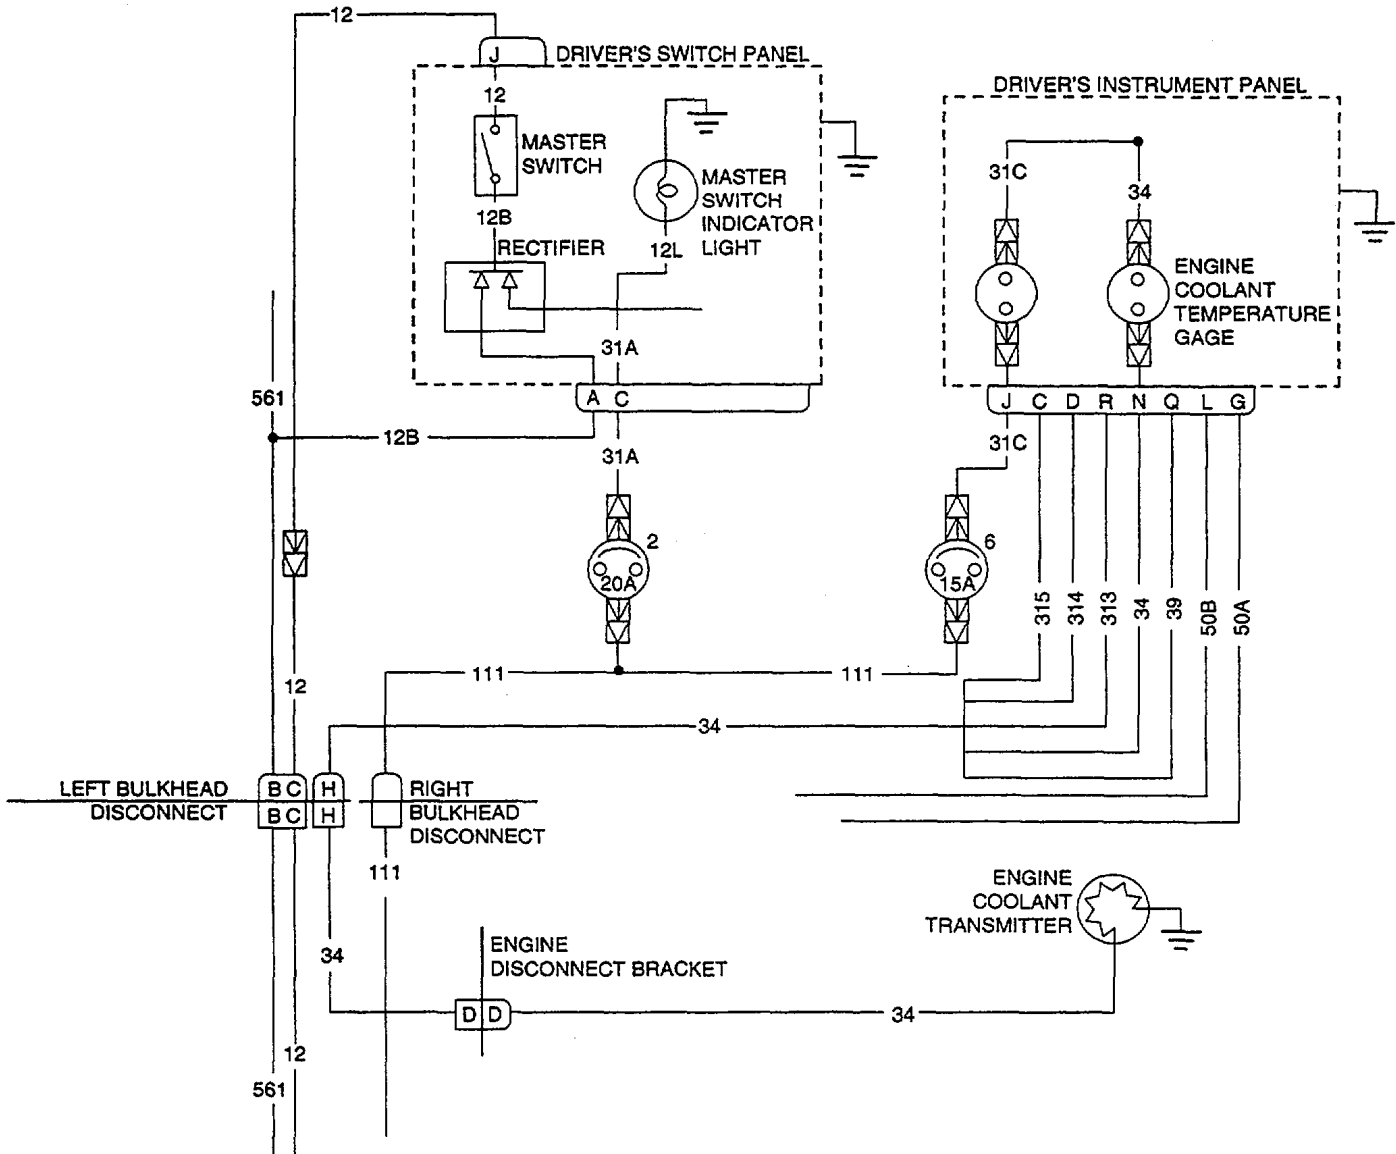 12
J
DRIVER'S SWITCH PANEL
DRIVER'S INSTRUMENT PANEL
12
MASTER
SWITCH
12B
RECTIFIER
MASTER
SWITCH
INDICATOR
LIGHT
12L
31A
31C
34
ENGINE
COOLANT
TEMPERATURE
GAGE
561
A C
J C D R N Q L G
12B
31A
31C
2
20A
6
15A
315
314
313
34
39
50B
50A
12
111
111
34
LEFT BULKHEAD
DISCONNECT
B C
B C
H
H
RIGHT
BULKHEAD
DISCONNECT
111
ENGINE
COOLANT
TRANSMITTER
34
ENGINE
DISCONNECT BRACKET
D D
34
12
561